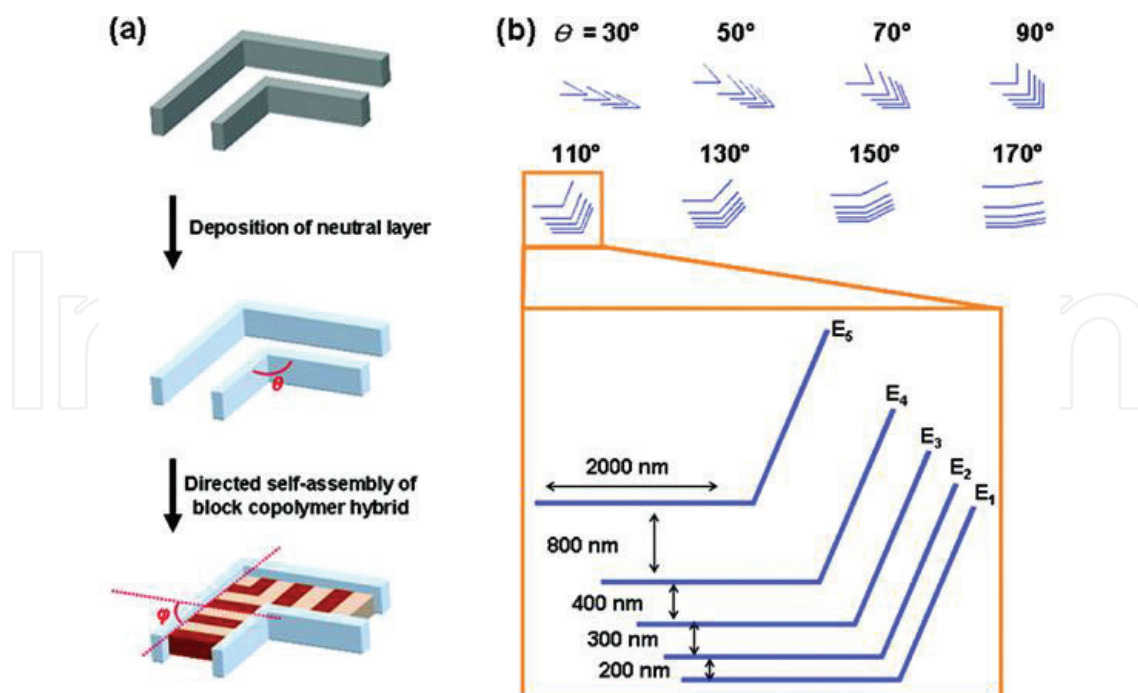 (a)
Deposition of neutral layer
θ
Directed self-assembly of
block copolymer hybrid
φ
(b)
θ = 30° 50° 70° 90°
110° 130° 150° 170°
E₅
E₄
E₃
E₂
E₁
2000 nm
800 nm
400 nm
300 nm
200 nm